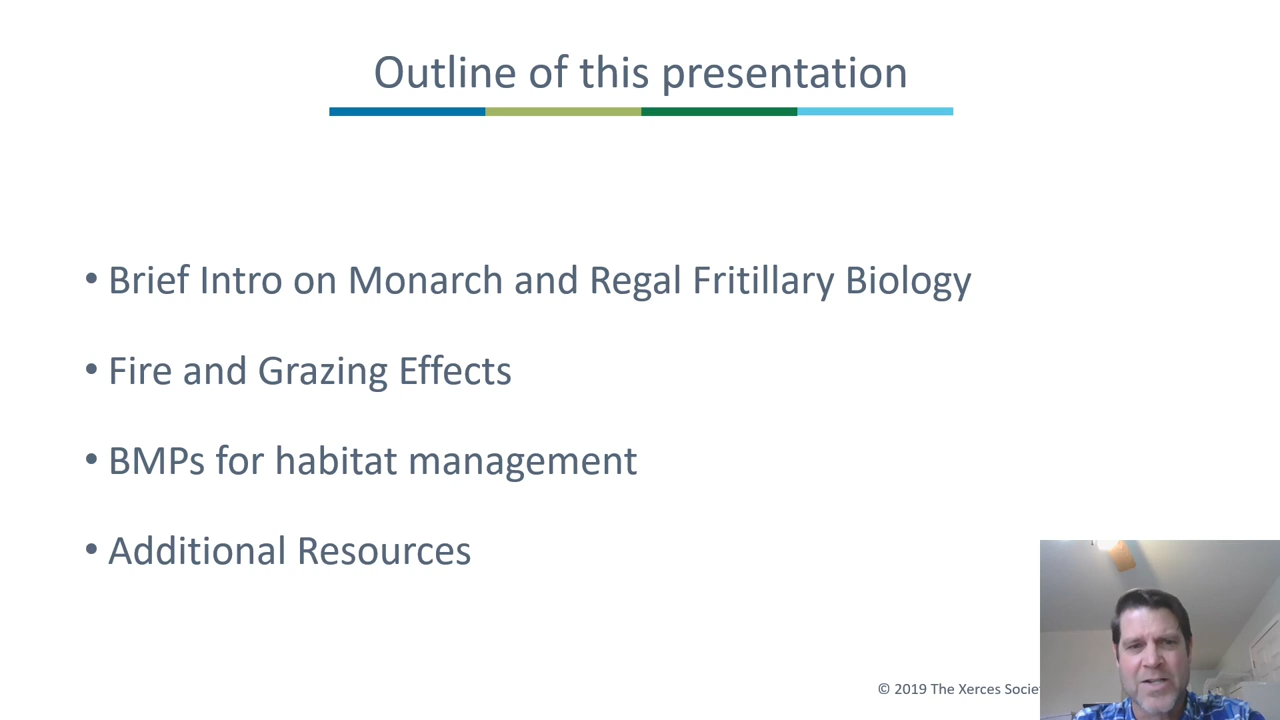 Outline of this presentation
• Brief Intro on Monarch and Regal Fritillary Biology
• Fire and Grazing Effects
• BMPs for habitat management
• Additional Resources
© 2019 The Xerces